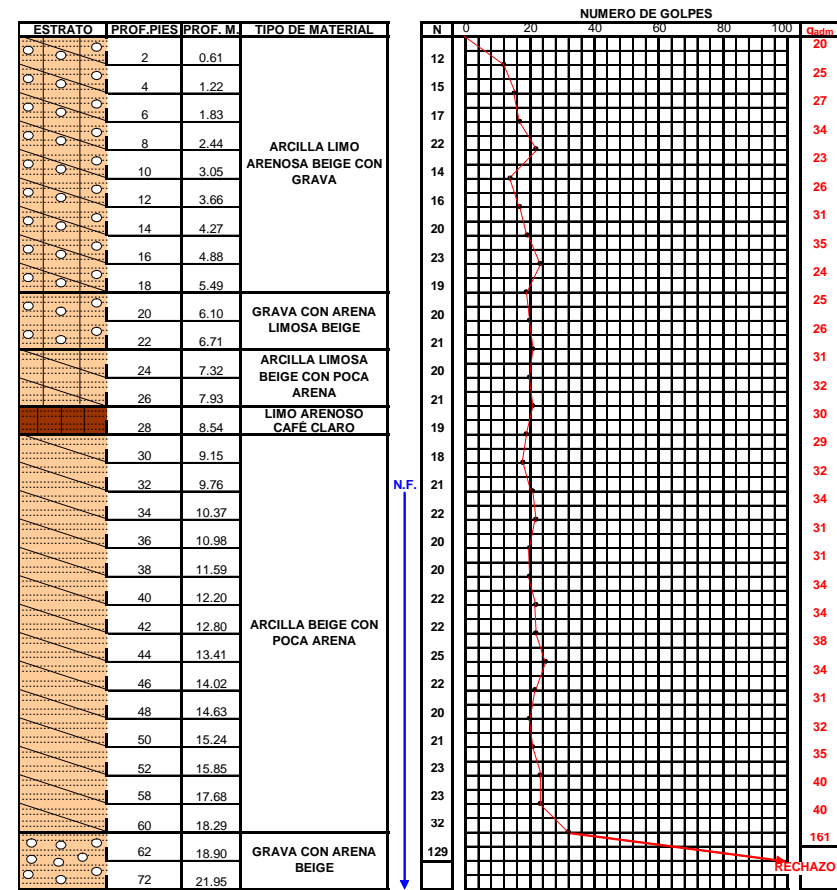 NUMERO DE GOLPES
ESTRATO PROF.PIES PROF. M. TIPO DE MATERIAL N 0 20 40 60 80 100 qadm
2 0.61 12 20
4 1.22 15 25
6 1.83 17 27
8 2.44 22 34
ARCILLA LIMO
ARENOSA BEIGE CON
GRAVA
10 3.05 14 23
12 3.66 16 26
14 4.27 20 31
16 4.88 23 35
18 5.49 19 24
GRAVA CON ARENA
LIMOSA BEIGE
20 6.10 20 25
22 6.71 21 26
ARCILLA LIMOSA
BEIGE CON POCA
ARENA
24 7.32 20 31
26 7.93 21 32
LIMO ARENOSO
CAFÉ CLARO
28 8.54 19 30
30 9.15 18 29
32 9.76 N.F. 21 32
34 10.37 22 34
36 10.98 20 31
38 11.59 20 31
40 12.20 22 34
ARCILLA BEIGE CON
POCA ARENA
42 12.80 22 34
44 13.41 25 38
46 14.02 22 34
48 14.63 20 31
50 15.24 21 32
52 15.85 23 35
58 17.68 23 40
60 18.29 32 40
GRAVA CON ARENA
BEIGE
62 18.90 129 161
RECHAZO
72 21.95